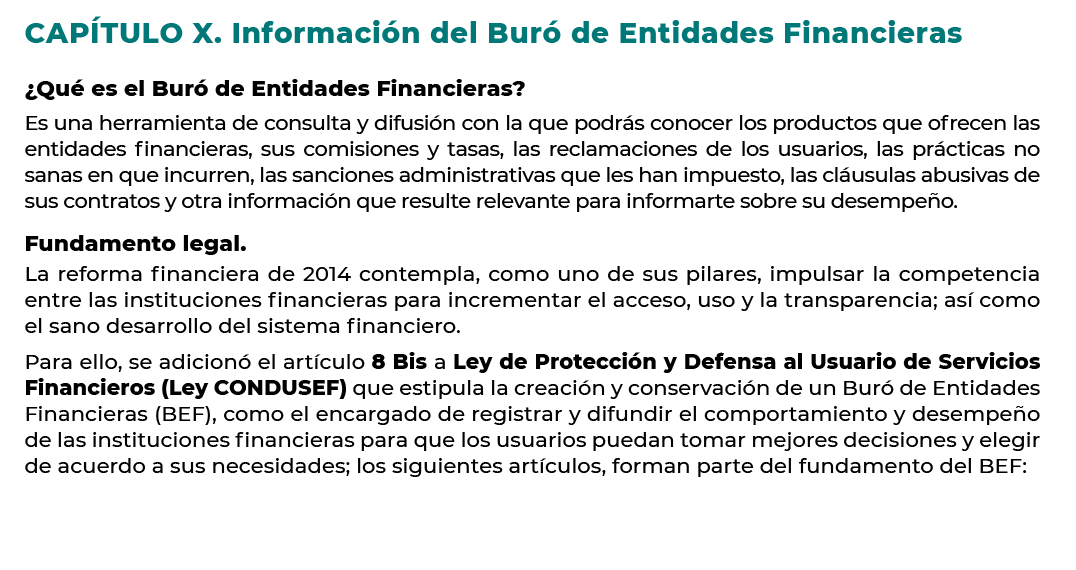 CAPÍTULO X. Información del Buró de Entidades Financieras
¿Qué es el Buró de Entidades Financieras?
Es una herramienta de consulta y difusión con la que podrás conocer los productos que ofrecen las
entidades financieras, sus comisiones y tasas, las reclamaciones de los usuarios, las prácticas no
sanas en que incurren, las sanciones administrativas que les han impuesto, las cláusulas abusivas de
sus contratos y otra información que resulte relevante para informarte sobre su desempeño.
Fundamento legal.
La reforma financiera de 2014 contempla, como uno de sus pilares, impulsar la competencia
entre las instituciones financieras para incrementar el acceso, uso y la transparencia; así como
el sano desarrollo del sistema financiero.
Para ello, se adicionó el artículo 8 Bis a Ley de Protección y Defensa al Usuario de Servicios
Financieros (Ley CONDUSEF) que estipula la creación y conservación de un Buró de Entidades
Financieras (BEF), como el encargado de registrar y difundir el comportamiento y desempeño
de las instituciones financieras para que los usuarios puedan tomar mejores decisiones y elegir
de acuerdo a sus necesidades; los siguientes artículos, forman parte del fundamento del BEF: